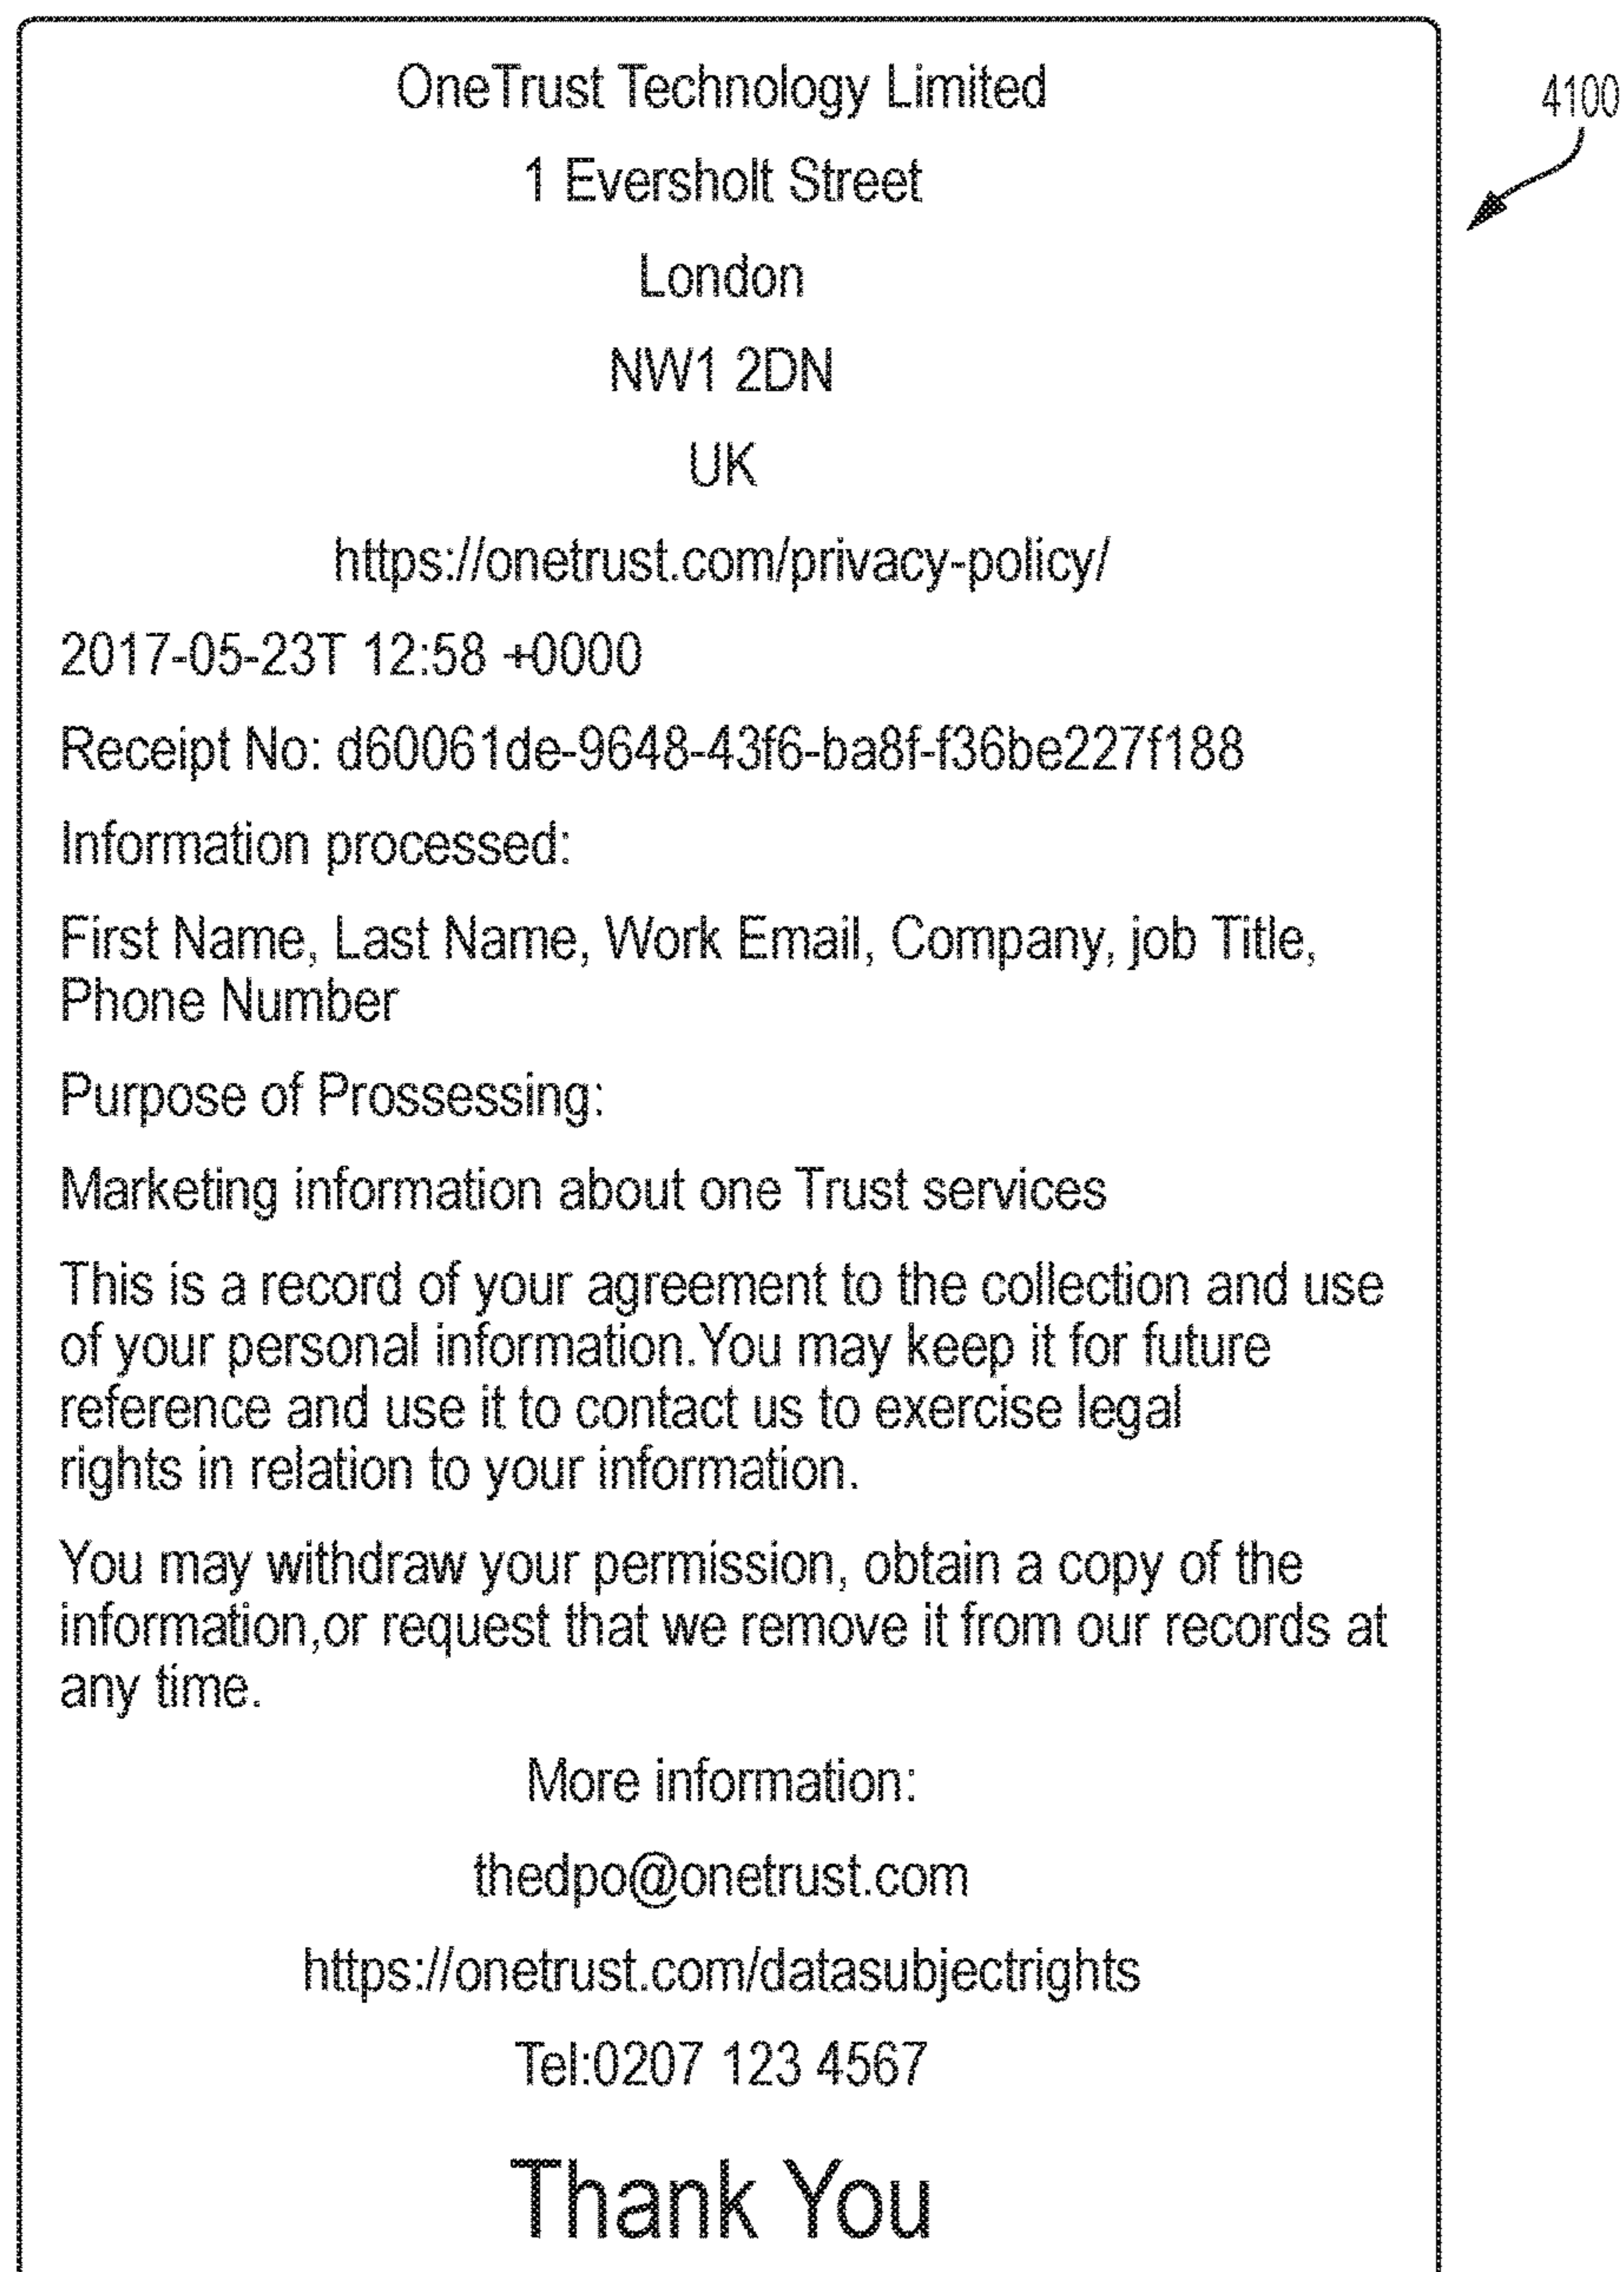 OneTrust Technology Limited
4100
1 Eversholt Street
London
NW1 2DN
UK
https://onetrust.com/privacy-policy/
2017-05-23T 12:58 +0000
Receipt No: d60061de-9648-43f6-ba8f-f36be227f188
Information processed:
First Name, Last Name, Work Email, Company, job Title,
Phone Number
Purpose of Prossessing:
Marketing information about one Trust services
This is a record of your agreement to the collection and use
of your personal information.You may keep it for future
reference and use it to contact us to exercise legal
rights in relation to your information.
You may withdraw your permission, obtain a copy of the
information,or request that we remove it from our records at
any time.
More information:
thedpo@onetrust.com
https://onetrust.com/datasubjectrights
Tel:0207 123 4567
Thank You